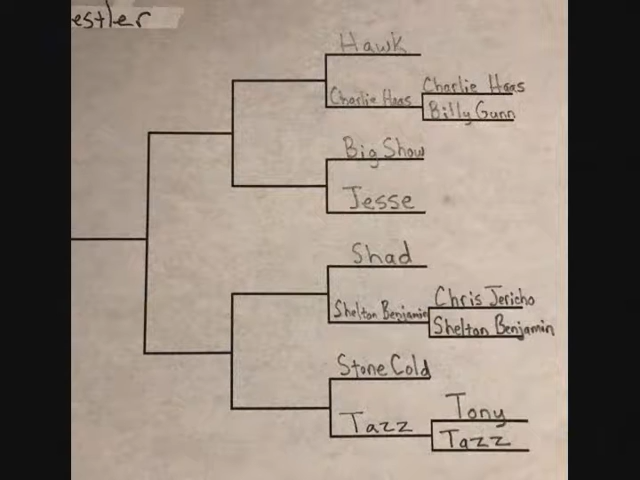 estler
Hawk
Charlie Haas
Charlie Haas
Billy Gunn
Big Show
Jesse
Shad
Chris Jericho
Shelton Benjamin
Shelton Benjamin
Stone Cold
Tony
Tazz
Tazz